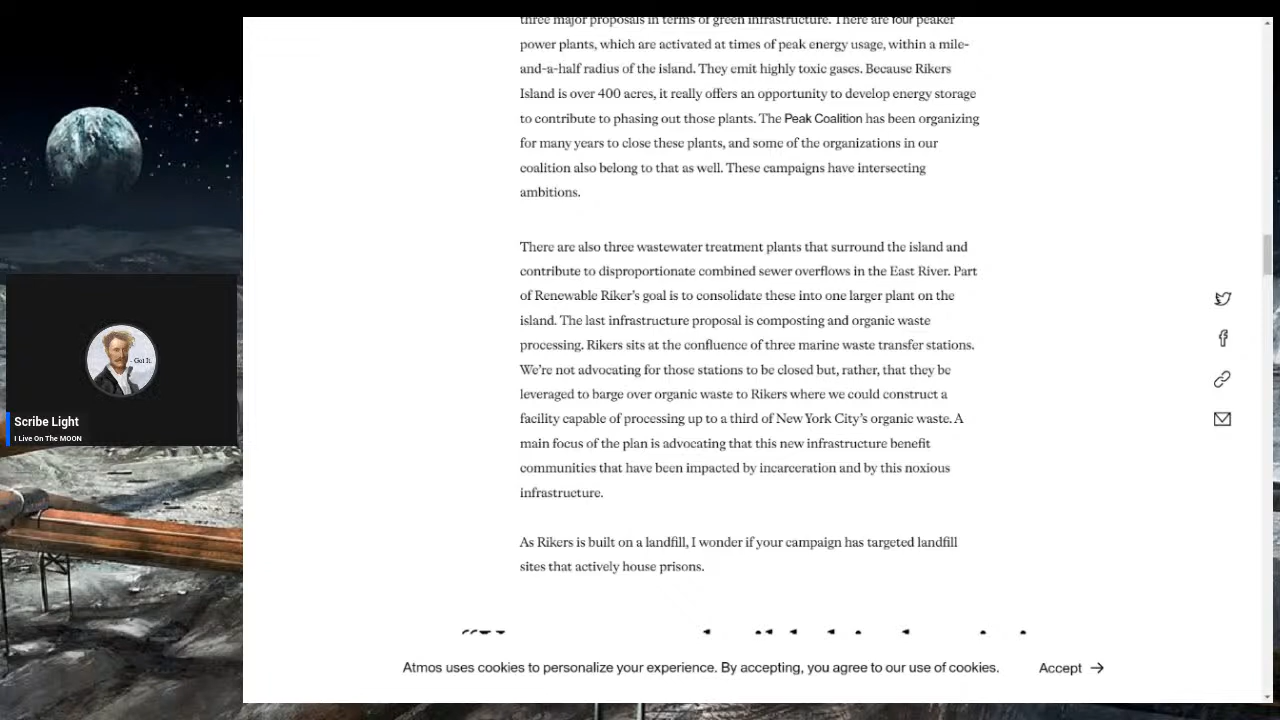 three major proposals in terms of green infrastructure. There are four peaker
power plants, which are activated at times of peak energy usage, within a mile-
and-a-half radius of the island. They emit highly toxic gases. Because Rikers
Island is over 400 acres, it really offers an opportunity to develop energy storage
to contribute to phasing out those plants. The Peak Coalition has been organizing
for many years to close these plants, and some of the organizations in our
coalition also belong to that as well. These campaigns have intersecting
ambitions.
There are also three wastewater treatment plants that surround the island and
contribute to disproportionate combined sewer overflows in the East River. Part
of Renewable Riker’s goal is to consolidate these into one larger plant on the
island. The last infrastructure proposal is composting and organic waste
processing. Rikers sits at the confluence of three marine waste transfer stations.
We’re not advocating for those stations to be closed but, rather, that they be
leveraged to barge over organic waste to Rikers where we could construct a
facility capable of processing up to a third of New York City’s organic waste. A
main focus of the plan is advocating that this new infrastructure benefit
communities that have been impacted by incarceration and by this noxious
infrastructure.
As Rikers is built on a landfill, I wonder if your campaign has targeted landfill
sites that actively house prisons.
Atmos uses cookies to personalize your experience. By accepting, you agree to our use of cookies.
Accept →
- Got It.
Scribe Light
I Live On The MOON